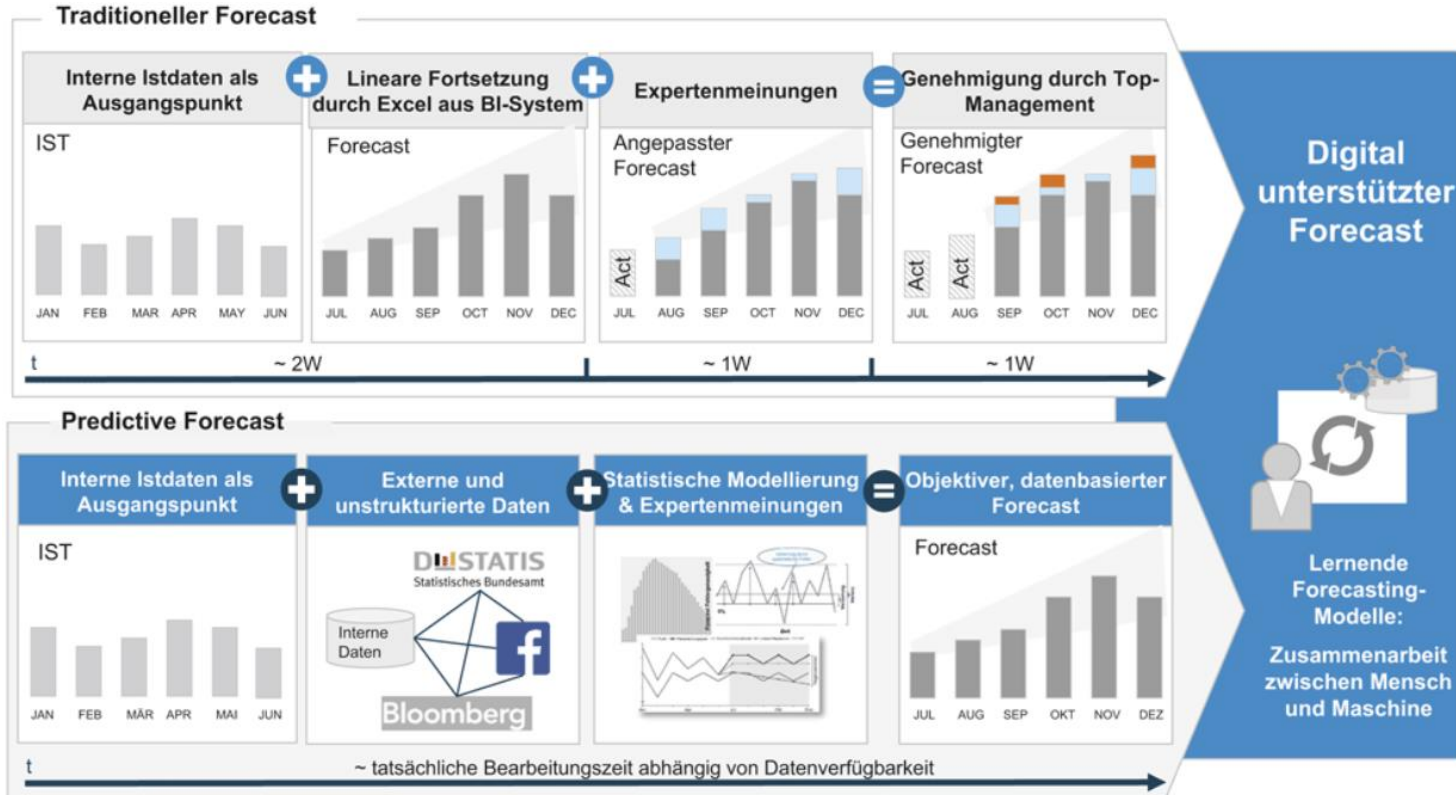 Traditioneller Forecast
Interne Istdaten als
Ausgangspunkt
Lineare Fortsetzung
durch Excel aus BI-System
Expertenmeinungen
Genehmigung durch Top-
Management
IST
JAN FEB MAR APR MAY JUN
Forecast
JUL AUG SEP OCT NOV DEC
Angepasster
Forecast
Act
JUL AUG SEP OCT NOV DEC
Genehmigter
Forecast
Act Act
JUL AUG SEP OCT NOV DEC
t ~ 2W ~ 1W ~ 1W
Predictive Forecast
Interne Istdaten als
Ausgangspunkt
Externe und
unstrukturierte Daten
Statistische Modellierung
& Expertenmeinungen
Objektiver, datenbasierter
Forecast
IST
JAN FEB MÄR APR MAI JUN
DESTATIS
Statistisches Bundesamt
Interne
Daten
f
Bloomberg
Forecast
JUL AUG SEP OKT NOV DEZ
t ~ tatsächliche Bearbeitungszeit abhängig von Datenverfügbarkeit
Digital
unterstützter
Forecast
Lernende
Forecasting-
Modelle:
Zusammenarbeit
zwischen Mensch
und Maschine